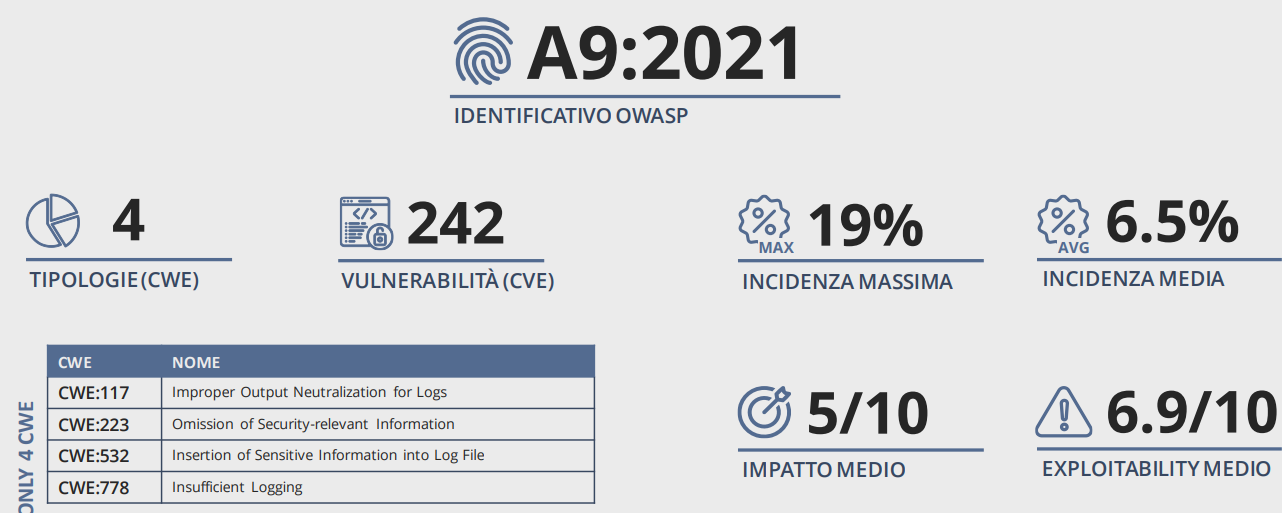 A9:2021
IDENTIFICATIVO OWASP
4
TIPOLOGIE (CWE)
242
VULNERABILITÀ (CVE)
MAX
19%
INCIDENZA MASSIMA
AVG
6.5%
INCIDENZA MEDIA
ONLY 4 CWE
CWE NOME
CWE:117 Improper Output Neutralization for Logs
CWE:223 Omission of Security-relevant Information
CWE:532 Insertion of Sensitive Information into Log File
CWE:778 Insufficient Logging
5/10
IMPATTO MEDIO
6.9/10
EXPLOITABILITY MEDIO